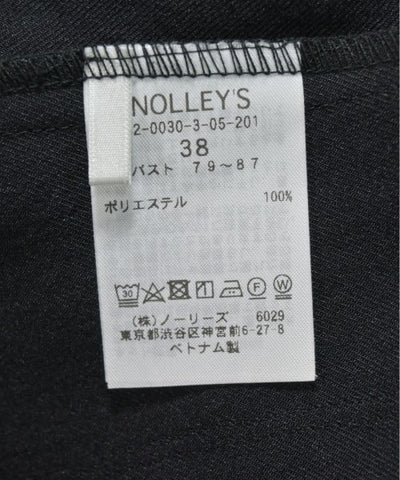 NOLLEY'S
2-0030-3-05-201
38
バスト 79～87
ポリエステル 100%
30 F W
(株)ノーリーズ 6029
東京都渋谷区神宮前6-27-8
ベトナム製